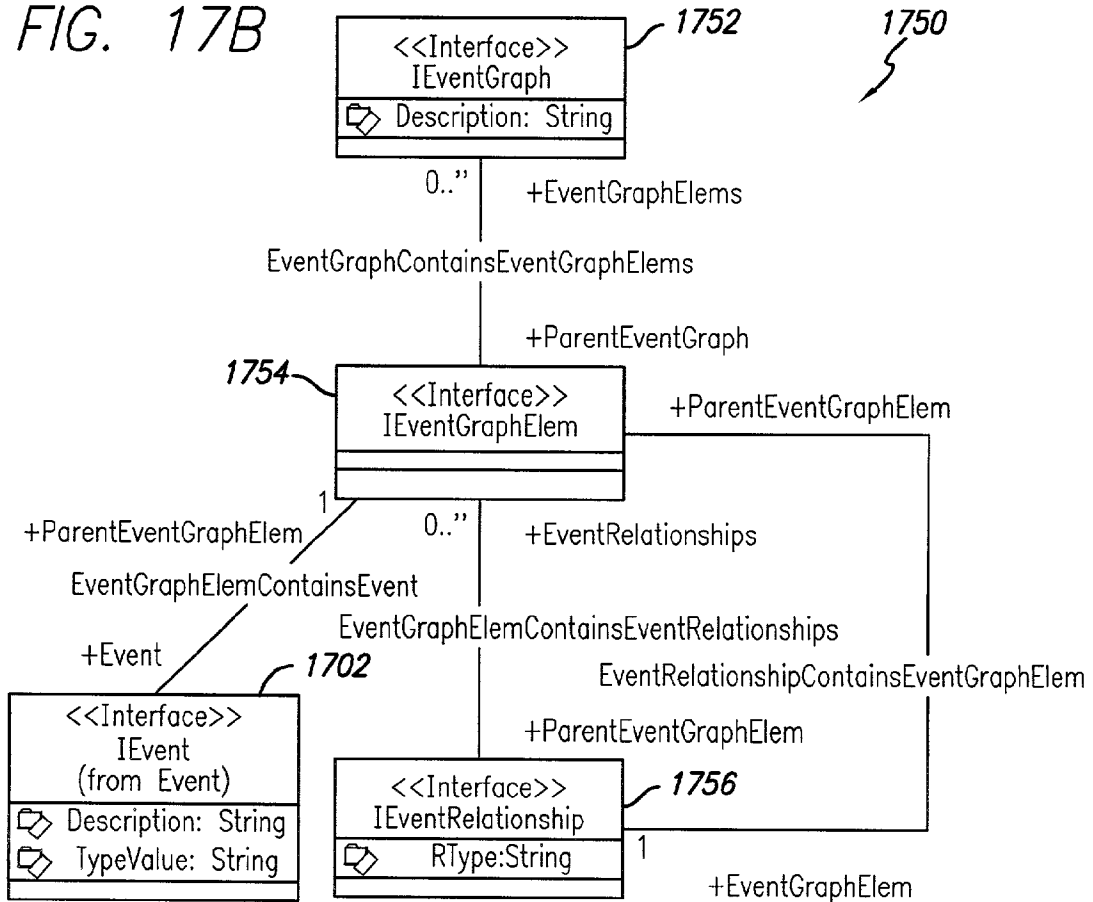 FIG. 17B
1752
1750
<<Interface>>
IEventGraph
Description: String
0..”
+EventGraphElems
EventGraphContainsEventGraphElems
+ParentEventGraph
1754
<<Interface>>
IEventGraphElem
+ParentEventGraphElem
1
+ParentEventGraphElem
0..”
+EventRelationships
EventGraphElemContainsEvent
EventGraphElemContainsEventRelationships
+Event
1702
EventRelationshipContainsEventGraphElem
<<Interface>>
IEvent
(from Event)
Description: String
TypeValue: String
+ParentEventGraphElem
1756
<<Interface>>
IEventRelationship
RType:String
1
+EventGraphElem